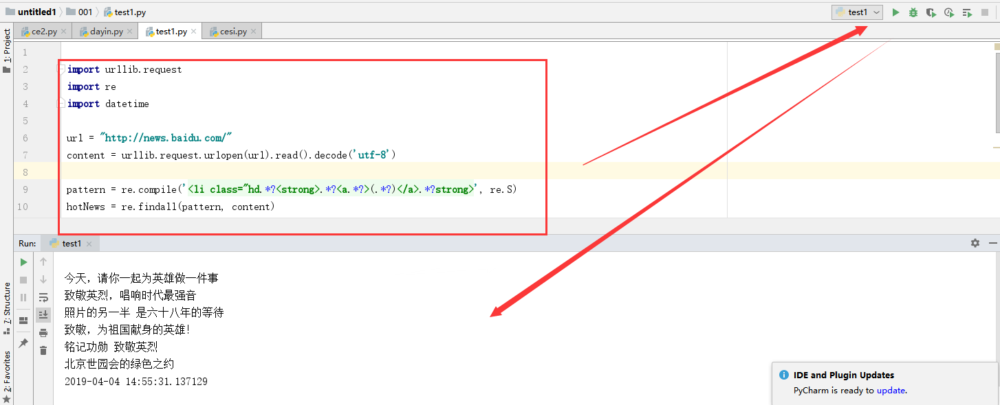 untitled1 001 test1.py test1
ce2.py dayin.py test1.py cesi.py
1: Project
1
2 import urllib.request
3 import re
4 import datetime
5
6 url = "http://news.baidu.com/"
7 content = urllib.request.urlopen(url).read().decode('utf-8')
8
9 pattern = re.compile('<li class="hd.*?<strong>.*?<a.*?>(.*?)</a>.*?strong>', re.S)
10 hotNews = re.findall(pattern, content)
Run: test1
今天，请你一起为英雄做一件事
致敬英烈，唱响时代最强音
照片的另一半 是六十八年的等待
致敬，为祖国献身的英雄！
铭记功勋 致敬英烈
北京世园会的绿色之约
2019-04-04 14:55:31.137129
7: Structure
2: Favorites
IDE and Plugin Updates
PyCharm is ready to update.